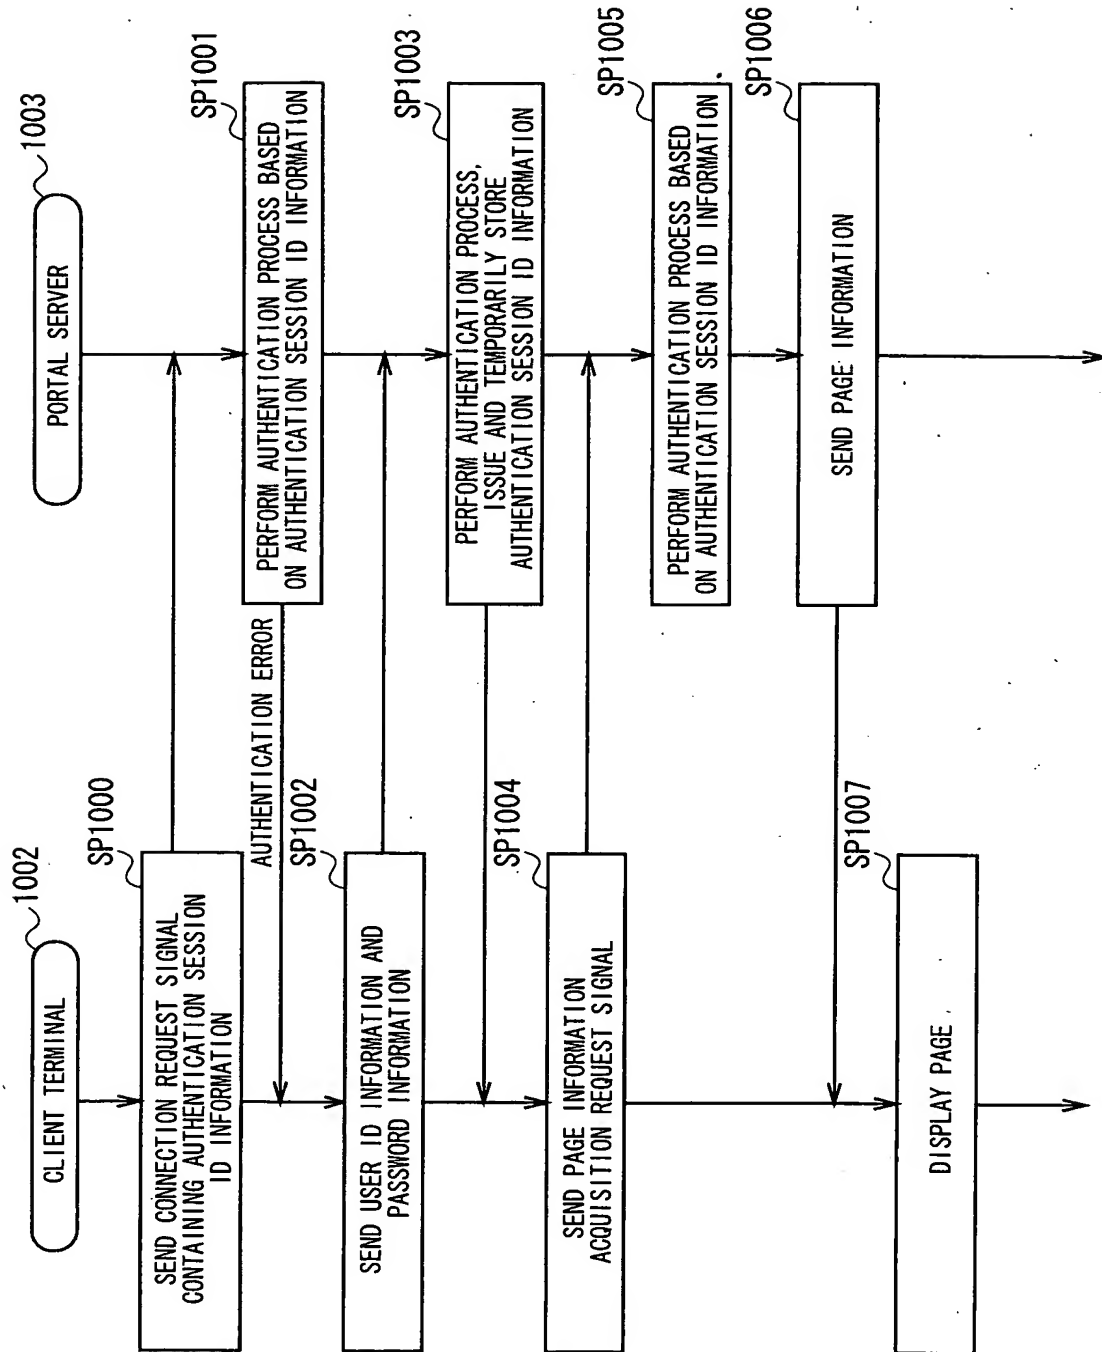 CLIENT TERMINAL
1002
PORTAL SERVER
1003
SP1000
SEND CONNECTION REQUEST SIGNAL
CONTAINING AUTHENTICATION SESSION
ID INFORMATION
SP1001
PERFORM AUTHENTICATION PROCESS BASED
ON AUTHENTICATION SESSION ID INFORMATION
AUTHENTICATION ERROR
SP1002
SEND USER ID INFORMATION AND
PASSWORD INFORMATION
SP1003
PERFORM AUTHENTICATION PROCESS,
ISSUE AND TEMPORARILY STORE
AUTHENTICATION SESSION ID INFORMATION
SP1004
SEND PAGE INFORMATION
ACQUISITION REQUEST SIGNAL
SP1005
PERFORM AUTHENTICATION PROCESS BASED
ON AUTHENTICATION SESSION ID INFORMATION
SP1006
SEND PAGE INFORMATION
SP1007
DISPLAY PAGE